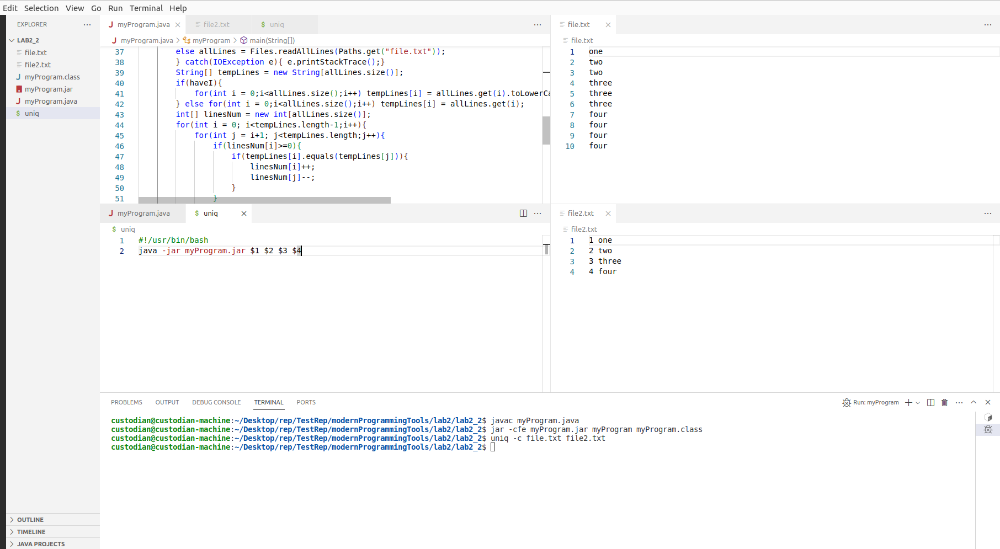 Edit Selection View Go Run Terminal Help
EXPLORER
LAB2_2
file.txt
file2.txt
myProgram.class
myProgram.jar
myProgram.java
uniq
OUTLINE
TIMELINE
JAVA PROJECTS
myProgram.java file2.txt uniq
myProgram.java > myProgram > main(String[])
37 else allLines = Files.readAllLines(Paths.get("file.txt"));
38 } catch(IOException e){ e.printStackTrace();}
39 String[] tempLines = new String[allLines.size()];
40 if(haveI){
41 for(int i = 0;i<allLines.size();i++) tempLines[i] = allLines.get(i).toLowerCa
42 } else for(int i = 0;i<allLines.size();i++) tempLines[i] = allLines.get(i);
43 int[] linesNum = new int[allLines.size()];
44 for(int i = 0; i<tempLines.length-1;i++){
45 for(int j = i+1; j<tempLines.length;j++){
46 if(linesNum[i]>=0){
47 if(tempLines[i].equals(tempLines[j])){
48 linesNum[i]++;
49 linesNum[j]--;
50 }
51 }
file.txt
file.txt
1 one
2 two
3 two
4 three
5 three
6 three
7 four
8 four
9 four
10 four
myProgram.java uniq
$ uniq
1 #!/usr/bin/bash
2 java -jar myProgram.jar $1 $2 $3 $4
file2.txt
file2.txt
1 1 one
2 2 two
3 3 three
4 4 four
PROBLEMS OUTPUT DEBUG CONSOLE TERMINAL PORTS
Run: myProgram
custodian@custodian-machine:~/Desktop/rep/TestRep/modernProgrammingTools/lab2/lab2_2$ javac myProgram.java
custodian@custodian-machine:~/Desktop/rep/TestRep/modernProgrammingTools/lab2/lab2_2$ jar -cfe myProgram.jar myProgram myProgram.class
custodian@custodian-machine:~/Desktop/rep/TestRep/modernProgrammingTools/lab2/lab2_2$ uniq -c file.txt file2.txt
custodian@custodian-machine:~/Desktop/rep/TestRep/modernProgrammingTools/lab2/lab2_2$